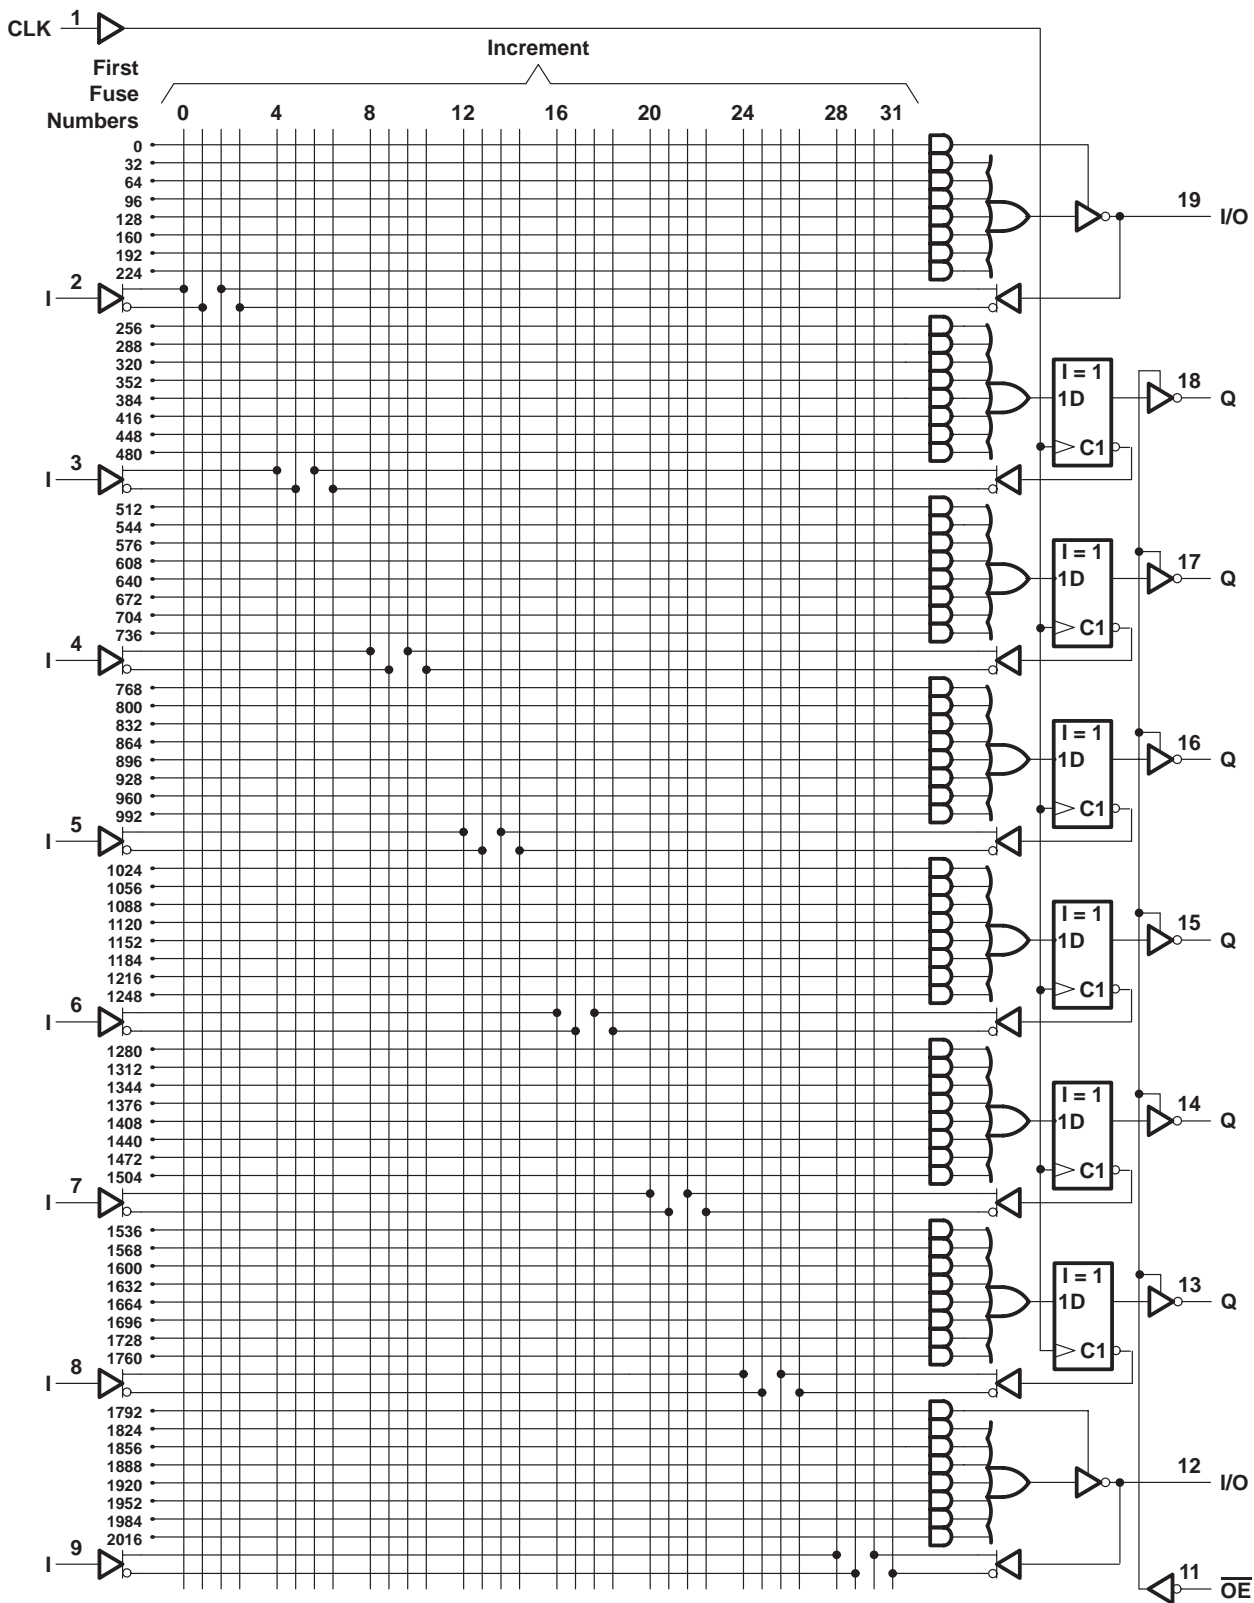 CLK 1
Increment
First
Fuse
Numbers
0 4 8 12 16 20 24 28 31
0
32
64
96
128
160
192
224
19 I/O
I 2
256
288
320
352
384
416
448
480
I = 1
1D
C1
18 Q
I 3
512
544
576
608
640
672
704
736
I = 1
1D
C1
17 Q
I 4
768
800
832
864
896
928
960
992
I = 1
1D
C1
16 Q
I 5
1024
1056
1088
1120
1152
1184
1216
1248
I = 1
1D
C1
15 Q
I 6
1280
1312
1344
1376
1408
1440
1472
1504
I = 1
1D
C1
14 Q
I 7
1536
1568
1600
1632
1664
1696
1728
1760
I = 1
1D
C1
13 Q
I 8
1792
1824
1856
1888
1920
1952
1984
2016
12 I/O
I 9
11 O̅E̅